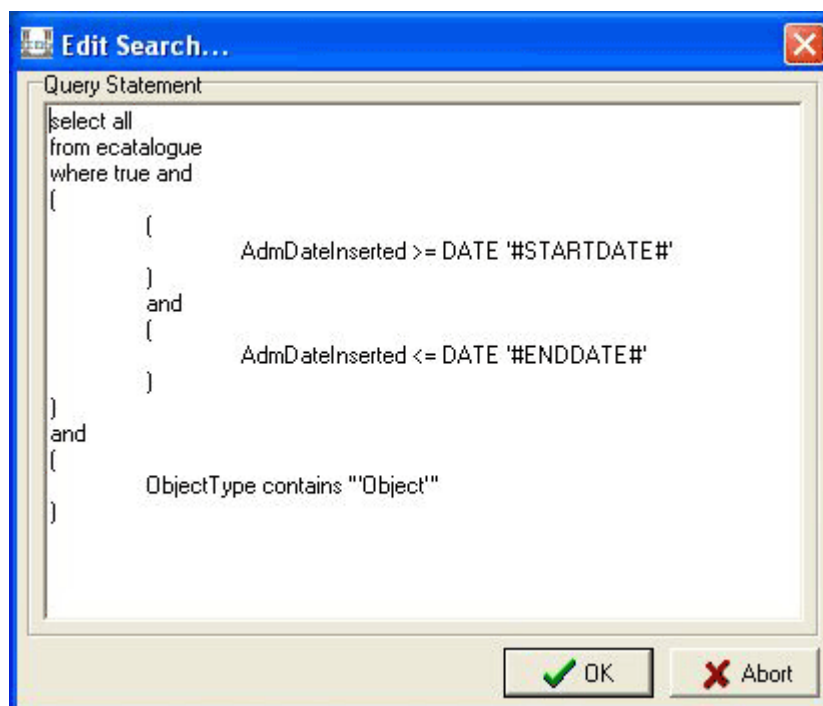 Edit Search...
Query Statement
select all
from ecatalogue
where true and
(
(
AdmDateInserted >= DATE '#STARTDATE#'
)
and
(
AdmDateInserted <= DATE '#ENDDATE#'
)
)
and
(
ObjectType contains "'Object'"
)
OK
Abort